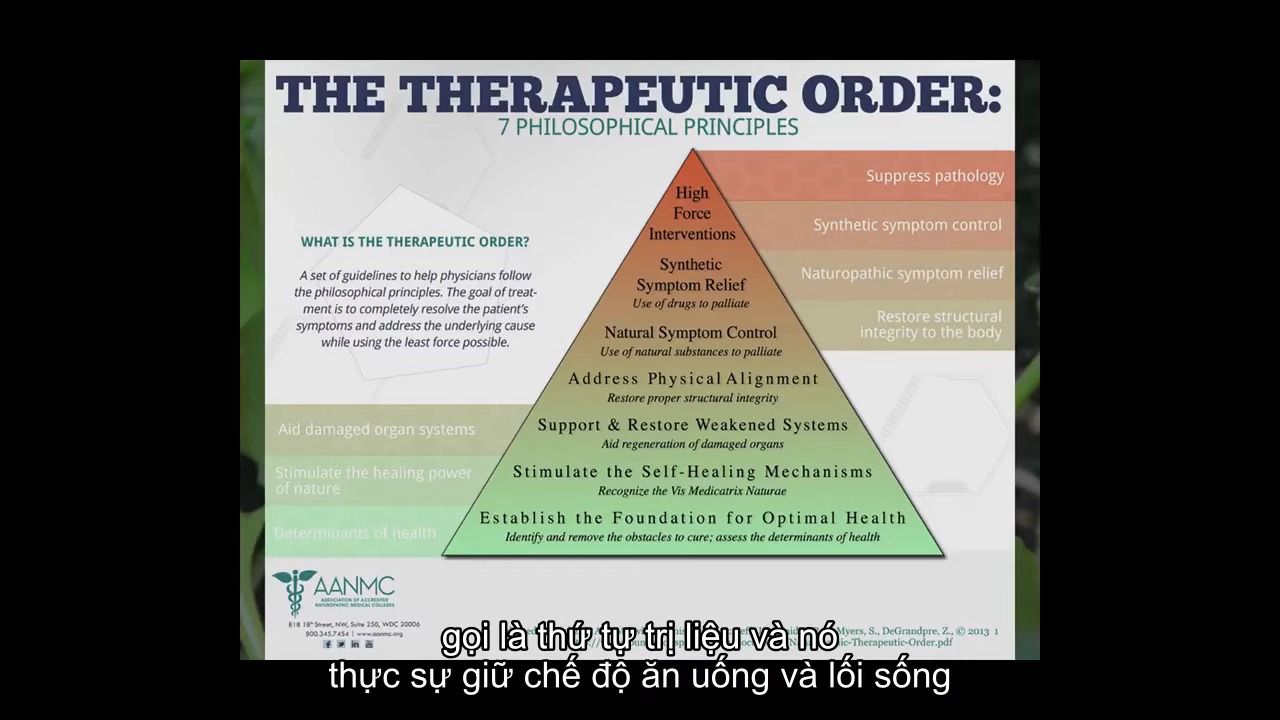 THE THERAPEUTIC ORDER:
7 PHILOSOPHICAL PRINCIPLES
WHAT IS THE THERAPEUTIC ORDER?
A set of guidelines to help physicians follow
the philosophical principles. The goal of treat-
ment is to completely resolve the patient's
symptoms and address the underlying cause
while using the least force possible.
High
Force
Interventions
Synthetic
Symptom Relief
Use of drugs to palliate
Natural Symptom Control
Use of natural substances to palliate
Address Physical Alignment
Restore proper structural integrity
Support & Restore Weakened Systems
Aid regeneration of damaged organs
Stimulate the Self-Healing Mechanisms
Recognize the Vis Medicatrix Naturae
Establish the Foundation for Optimal Health
Identify and remove the obstacles to cure; assess the determinants of health
Suppress pathology
Synthetic symptom control
Naturopathic symptom relief
Restore structural
integrity to the body
Aid damaged organ systems
Stimulate the healing power
of nature
Determinants of health
AANMC
ASSOCIATION OF ACCREDITED
NATUROPATHIC MEDICAL COLLEGES
818 18th Street, NW, Suite 250, WDC 20006
800.345.7454 | www.aanmc.org
Myers, S., DeGrandpre, Z., © 2013 1
-Therapeutic-Order.pdf
gọi là thứ tự trị liệu và nó
thực sự giữ chế độ ăn uống và lối sống